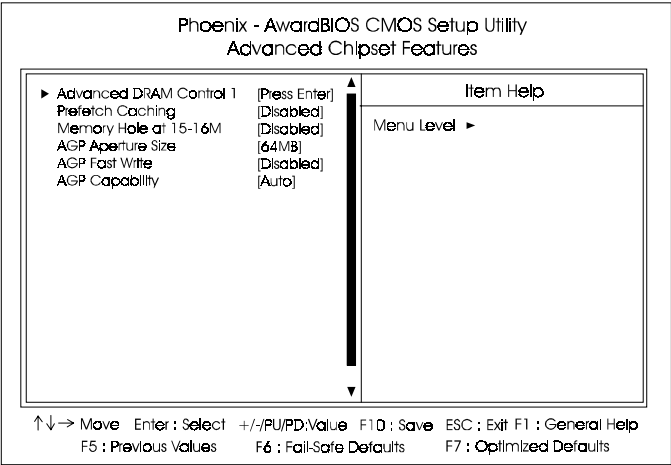 Phoenix - AwardBIOS CMOS Setup Utility
Advanced Chipset Features
► Advanced DRAM Control 1 [Press Enter]
Prefetch Caching [Disabled]
Memory Hole at 15-16M [Disabled]
AGP Aperture Size [64MB]
AGP Fast Write [Disabled]
AGP Capability [Auto]
Item Help
Menu Level ►
↑↓→ Move Enter : Select +/-/PU/PD:Value F10 : Save ESC : Exit F1 : General Help
F5 : Previous Values F6 : Fail-Safe Defaults F7 : Optimized Defaults